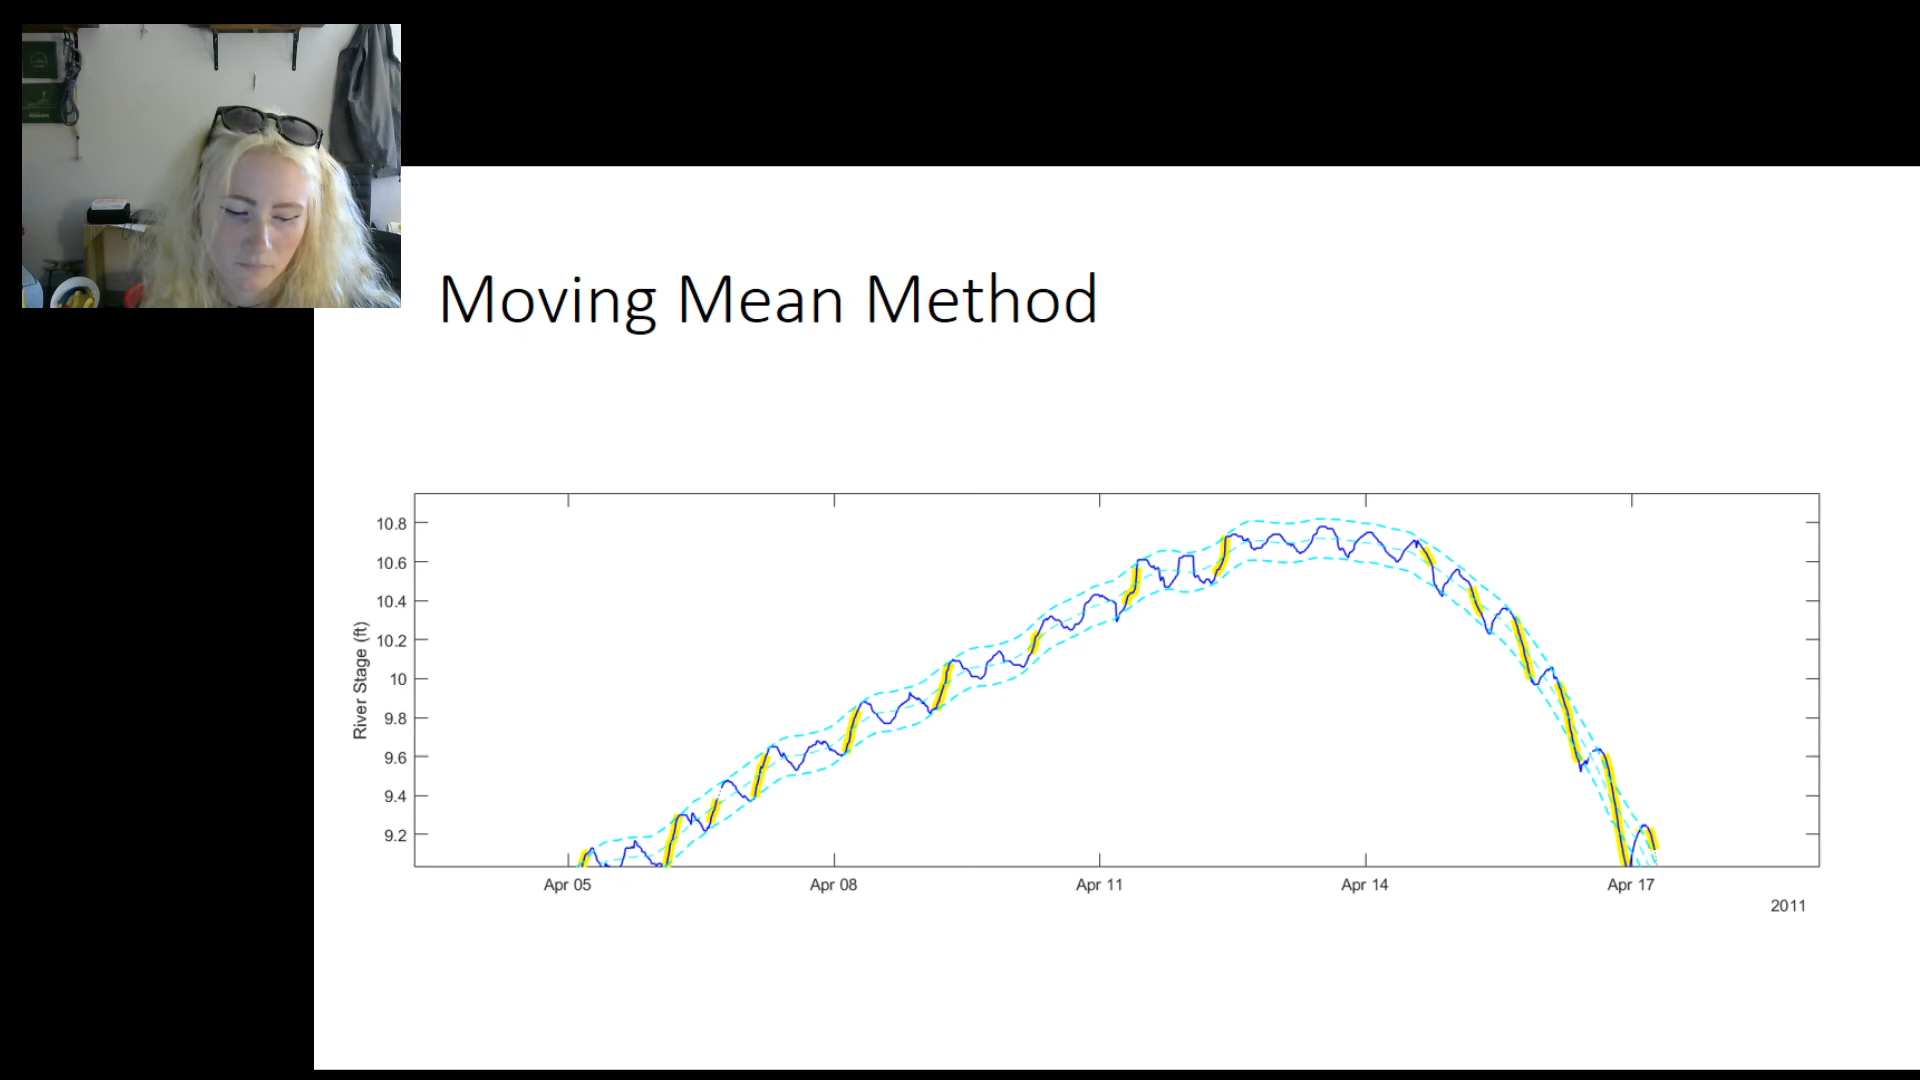 Moving Mean Method
10.8
10.6
10.4
10.2
10
9.8
9.6
9.4
9.2
River Stage (ft)
Apr 05
Apr 08
Apr 11
Apr 14
Apr 17
2011